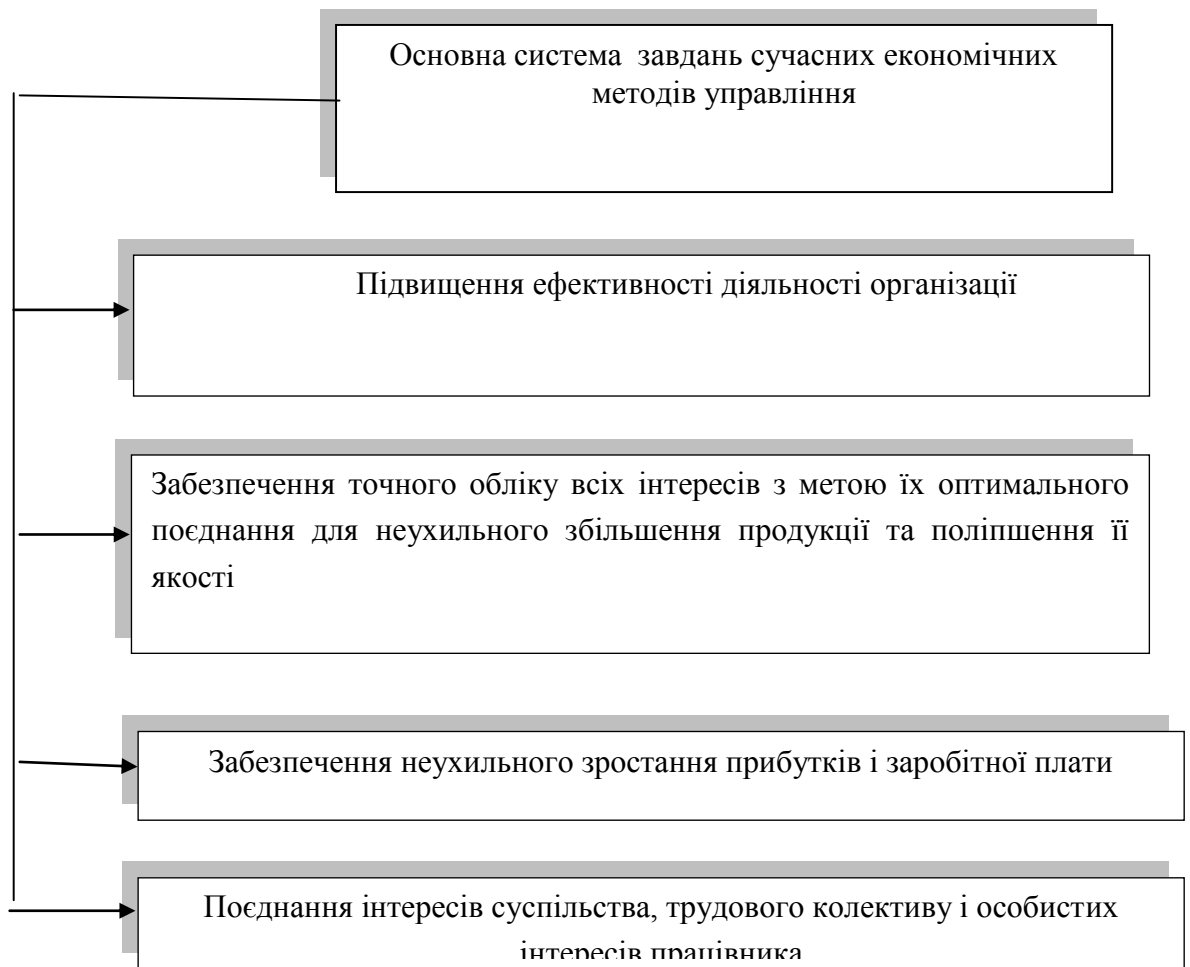 Основна система завдань сучасних економічних
методів управління
Підвищення ефективності діяльності організації
Забезпечення точного обліку всіх інтересів з метою їх оптимального
поєднання для неухильного збільшення продукції та поліпшення її
якості
Забезпечення неухильного зростання прибутків і заробітної плати
Поєднання інтересів суспільства, трудового колективу і особистих
інтересів працівника